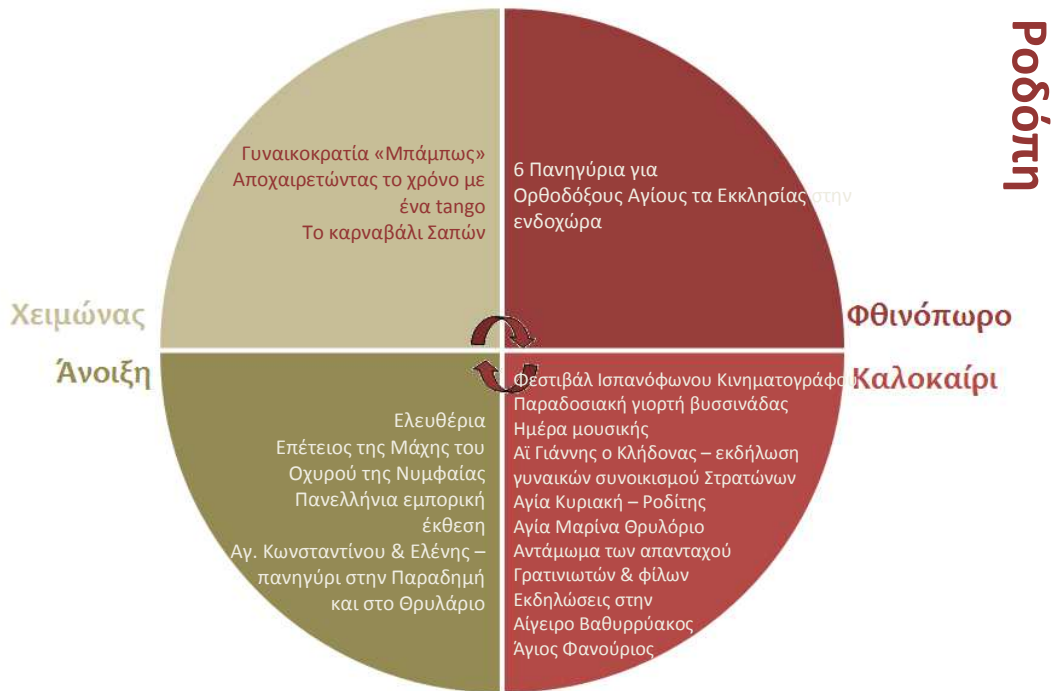 Ροδόπη
Γυναικοκρατία «Μπάμπως»
Αποχαιρετώντας το χρόνο με
ένα tango
Το καρναβάλι Σαπών
6 Πανηγύρια για
Ορθοδόξους Αγίους τα Εκκλησίας στην
ενδοχώρα
Χειμώνας
Φθινόπωρο
Άνοιξη
Καλοκαίρι
Ελευθέρια
Επέτειος της Μάχης του
Οχυρού της Νυμφαίας
Πανελλήνια εμπορική
έκθεση
Αγ. Κωνσταντίνου & Ελένης –
πανηγύρι στην Παραδημή
και στο Θρυλάριο
Φεστιβάλ Ισπανόφωνου Κινηματογράφου
Παραδοσιακή γιορτή βυσσινάδας
Ημέρα μουσικής
Αϊ Γιάννης ο Κλήδονας – εκδήλωση
γυναικών συνοικισμού Στρατώνων
Αγία Κυριακή – Ροδίτης
Αγία Μαρίνα Θρυλόριο
Αντάμωμα των απανταχού
Γρατινιωτών & φίλων
Εκδηλώσεις στην
Αίγειρο Βαθυρρύακος
Άγιος Φανούριος